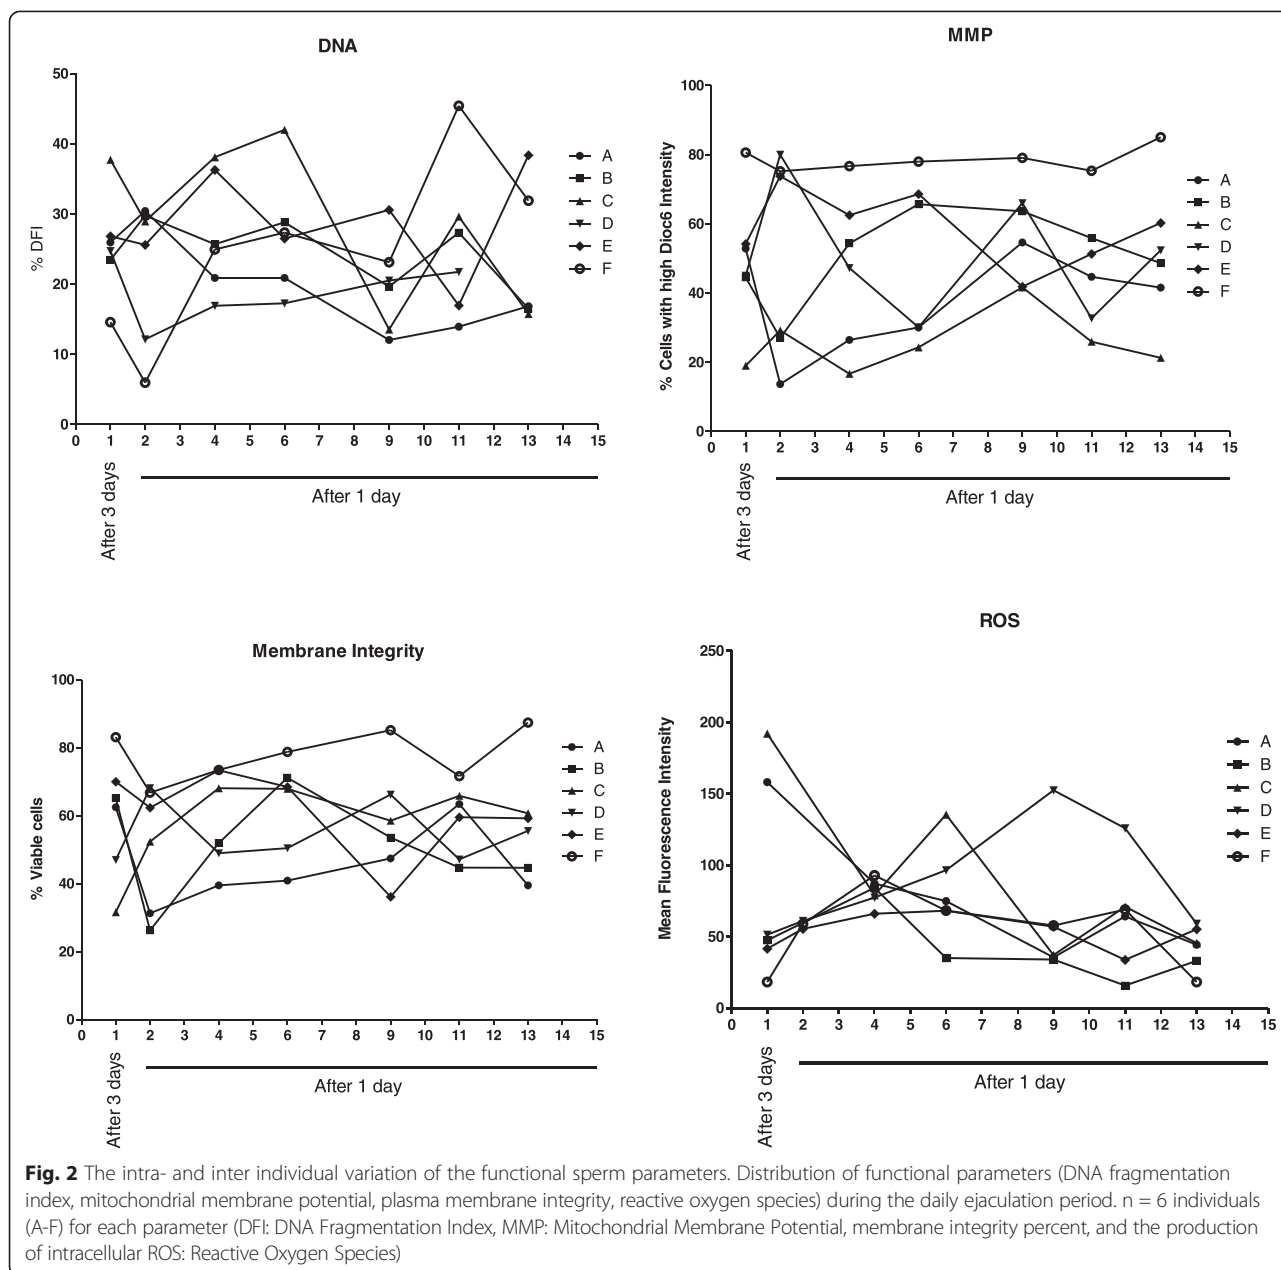 DNA
% DFI
50
40
30
20
10
0
0 1 2 3 4 5 6 7 8 9 10 11 12 13 14 15
After 3 days
After 1 day
A
B
C
D
E
F
MMP
% Cells with high Dioc6 Intensity
100
80
60
40
20
0
0 1 2 3 4 5 6 7 8 9 10 11 12 13 14 15
After 3 days
After 1 day
A
B
C
D
E
F
Membrane Integrity
% Viable cells
100
80
60
40
20
0
0 1 2 3 4 5 6 7 8 9 10 11 12 13 14 15
After 3 days
After 1 day
A
B
C
D
E
F
ROS
Mean Fluorescence Intensity
250
200
150
100
50
0
0 1 2 3 4 5 6 7 8 9 10 11 12 13 14 15
After 3 days
After 1 day
A
B
C
D
E
F
Fig. 2 The intra- and inter individual variation of the functional sperm parameters. Distribution of functional parameters (DNA fragmentation
index, mitochondrial membrane potential, plasma membrane integrity, reactive oxygen species) during the daily ejaculation period. n = 6 individuals
(A-F) for each parameter (DFI: DNA Fragmentation Index, MMP: Mitochondrial Membrane Potential, membrane integrity percent, and the production
of intracellular ROS: Reactive Oxygen Species)